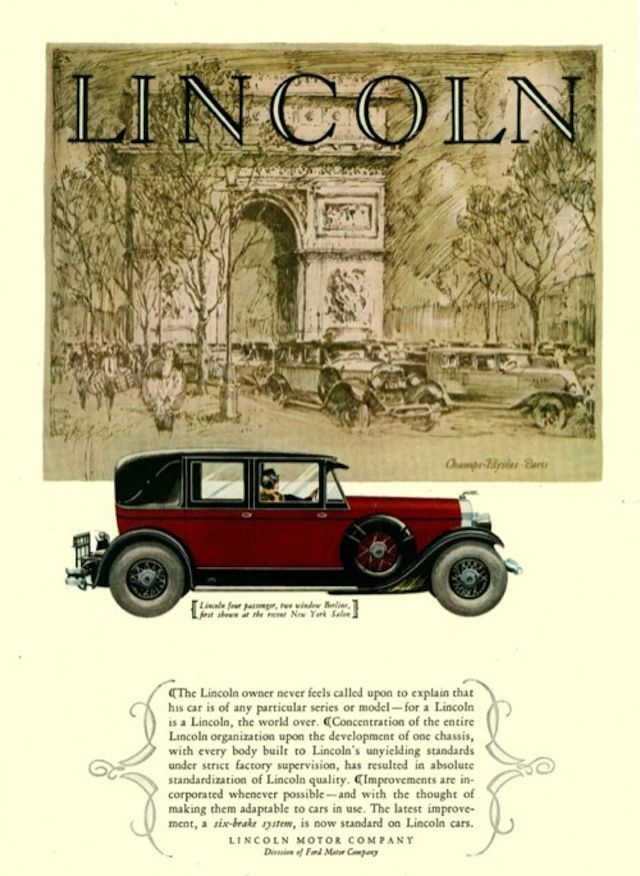 LINCOLN
Champs-Elysées-Paris
Lincoln four passenger, two window Berline,
first shown at the recent New York Salon
❡The Lincoln owner never feels called upon to explain that
his car is of any particular series or model—for a Lincoln
is a Lincoln, the world over. ❡Concentration of the entire
Lincoln organization upon the development of one chassis,
with every body built to Lincoln's unyielding standards
under strict factory supervision, has resulted in absolute
standardization of Lincoln quality. ❡Improvements are in-
corporated whenever possible—and with the thought of
making them adaptable to cars in use. The latest improve-
ment, a six-brake system, is now standard on Lincoln cars.
LINCOLN MOTOR COMPANY
Division of Ford Motor Company